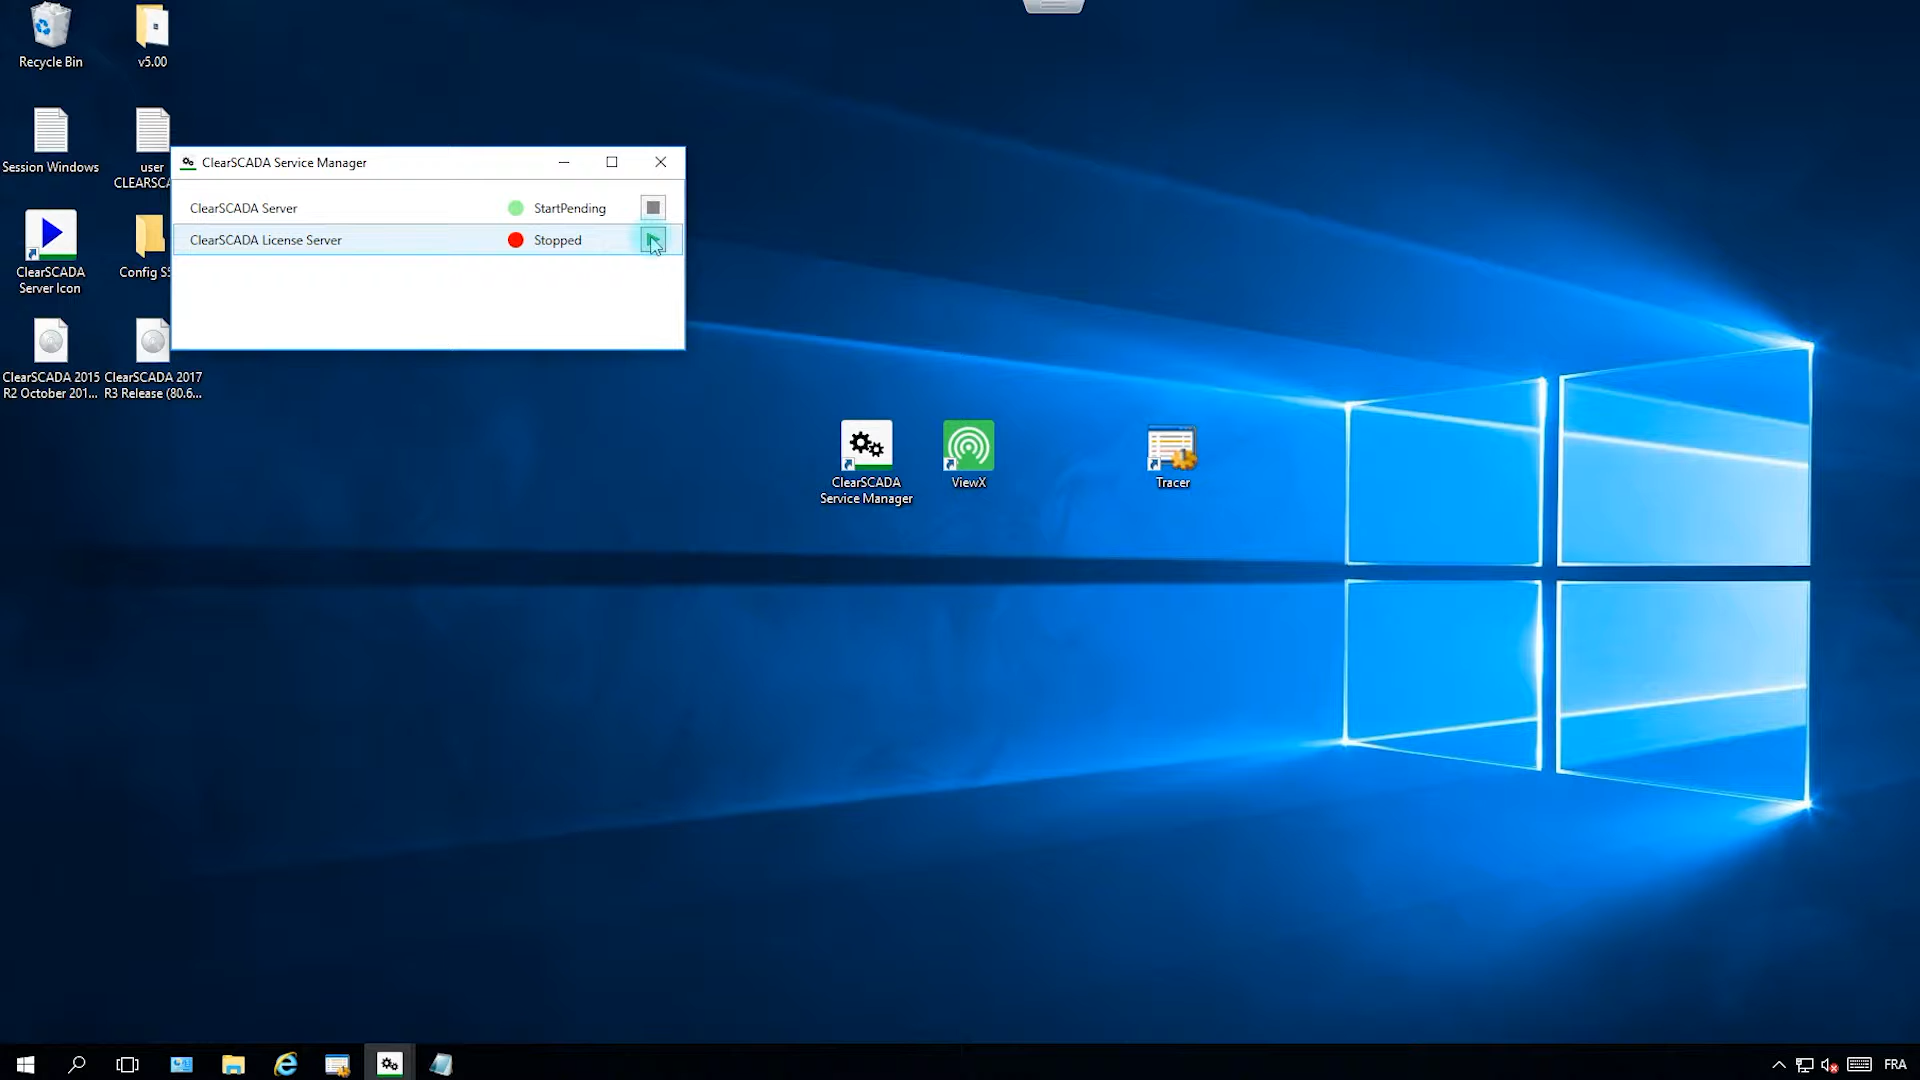 Recycle Bin
v5.00
Session Windows
user
CLEARSCA
ClearSCADA Service Manager
ClearSCADA Server
StartPending
ClearSCADA License Server
Stopped
ClearSCADA
Server Icon
Config S
ClearSCADA 2015
R2 October 201...
ClearSCADA 2017
R3 Release (80.6...
ClearSCADA
Service Manager
ViewX
Tracer
FRA